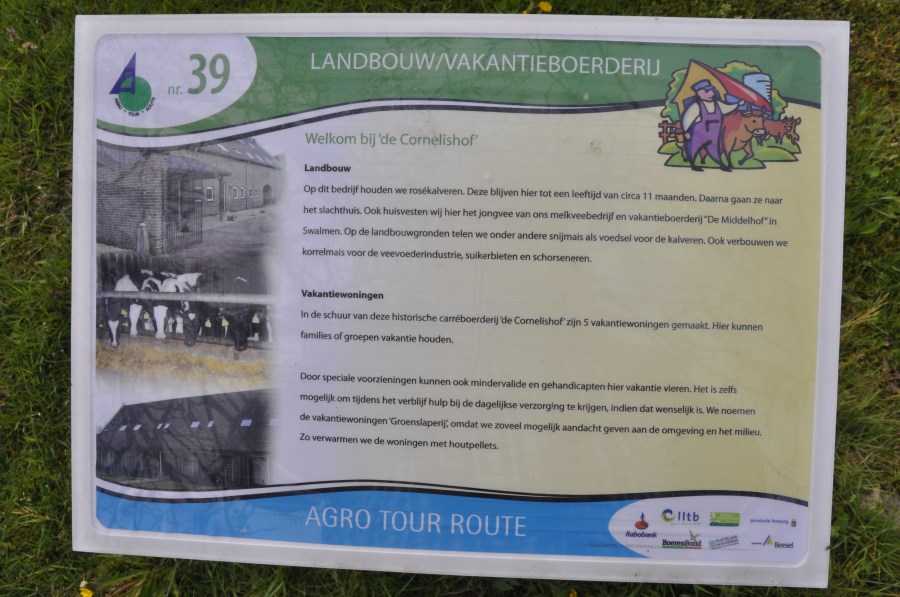 nr. 39
LANDBOUW/VAKANTIEBOERDERIJ
Welkom bij 'de Cornelishof'
Landbouw
Op dit bedrijf houden we rosékalveren. Deze blijven hier tot een leeftijd van circa 11 maanden. Daarna gaan ze naar
het slachthuis. Ook huisvesten wij hier het jongvee van ons melkveebedrijf en vakantieboerderij "De Middelhof" in
Swalmen. Op de landbouwgronden telen we onder andere snijmais als voedsel voor de kalveren. Ook verbouwen we
korrelmais voor de veevoederindustrie, suikerbieten en schorseneren.
Vakantiewoningen
In de schuur van deze historische carréboerderij 'de Cornelishof' zijn 5 vakantiewoningen gemaakt. Hier kunnen
families of groepen vakantie houden.
Door speciale voorzieningen kunnen ook mindervalide en gehandicapten hier vakantie vieren. Het is zelfs
mogelijk om tijdens het verblijf hulp bij de dagelijkse verzorging te krijgen, indien dat wenselijk is. We noemen
de vakantiewoningen 'Groenslaperij', omdat we zoveel mogelijk aandacht geven aan de omgeving en het milieu.
Zo verwarmen we de woningen met houtpellets.
AGRO TOUR ROUTE
Rabobank
lltb
provincie limburg
BoerenBond
Beesel